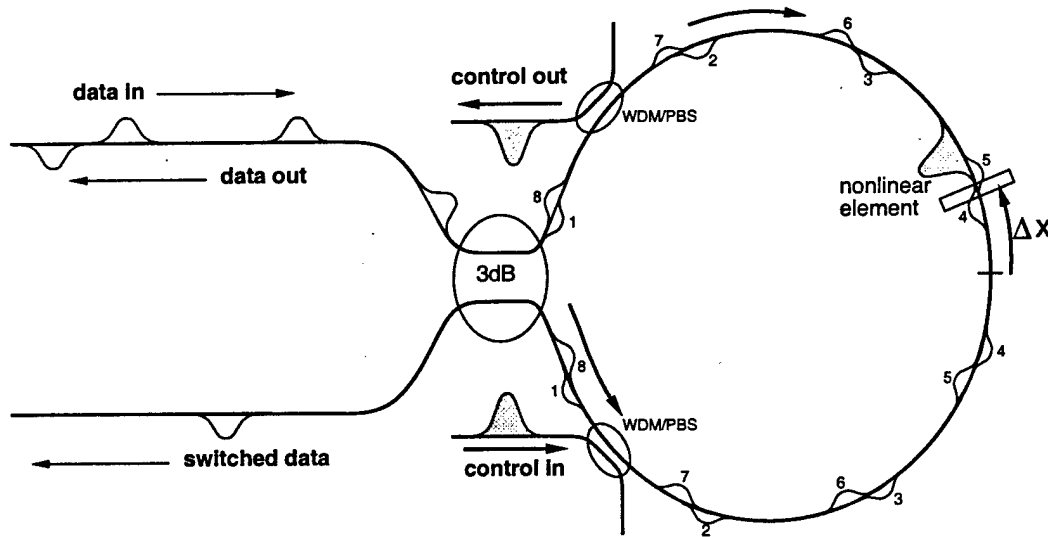 data in
data out
control out
WDM/PBS
7
2
6
3
5
nonlinear
element
4
ΔX
8
1
3dB
4
5
8
1
WDM/PBS
control in
switched data
7
2
6
3